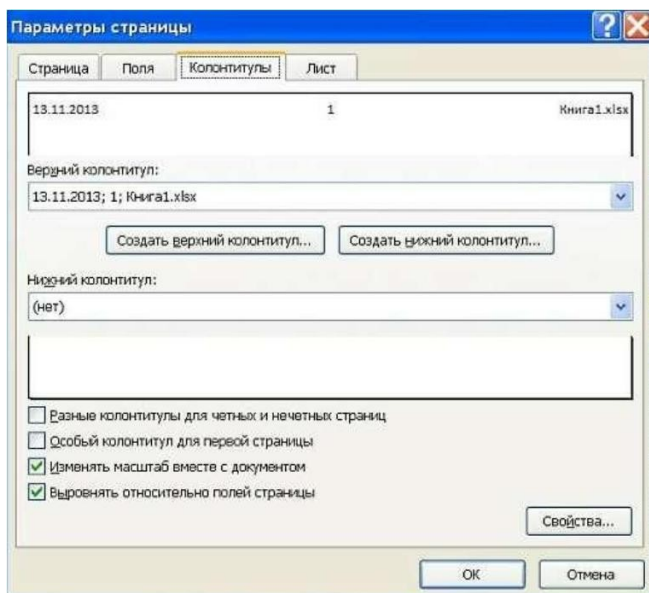 Параметры страницы
Страница Поля Колонтитулы Лист
13.11.2013 1 Книга1.xlsx
Верхний колонтитул:
13.11.2013; 1; Книга1.xlsx
Создать верхний колонтитул... Создать нижний колонтитул...
Нижний колонтитул:
(нет)
Разные колонтитулы для четных и нечетных страниц
Особый колонтитул для первой страницы
Изменять масштаб вместе с документом
Выровнять относительно полей страницы
Свойства...
ОК Отмена